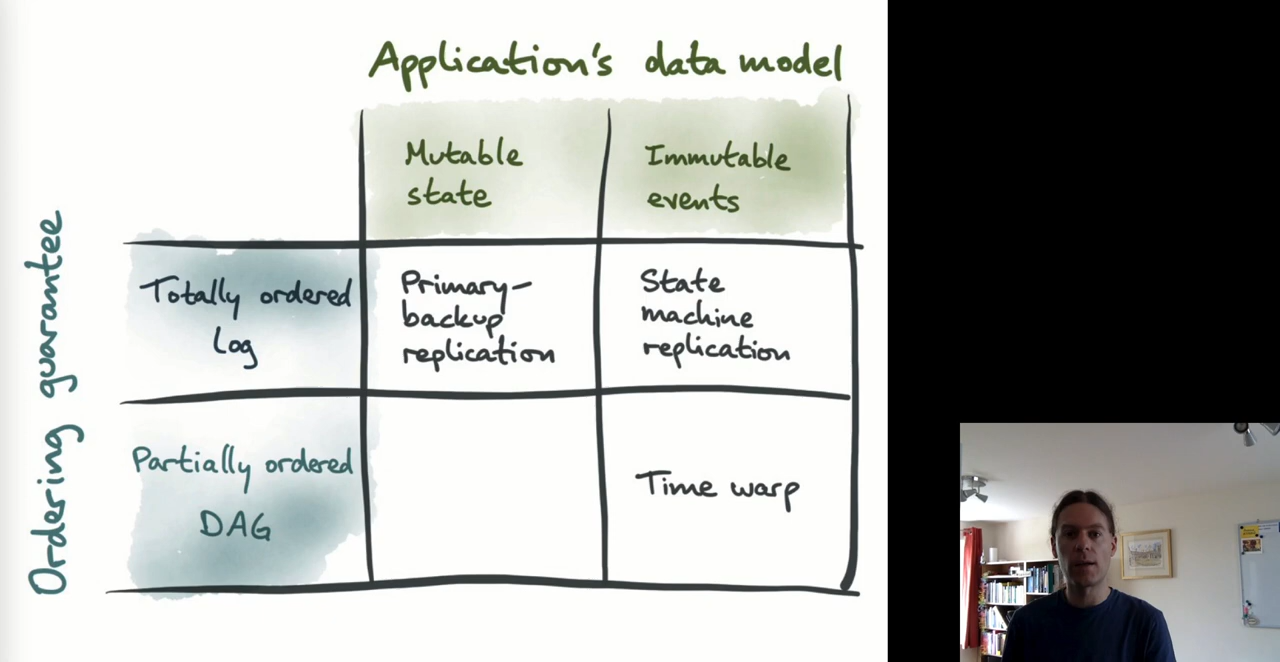 Application's data model
Mutable
state
Immutable
events
Ordering guarantee
Totally ordered
Log
Primary-
backup
replication
State
machine
replication
Partially ordered
DAG
Time warp